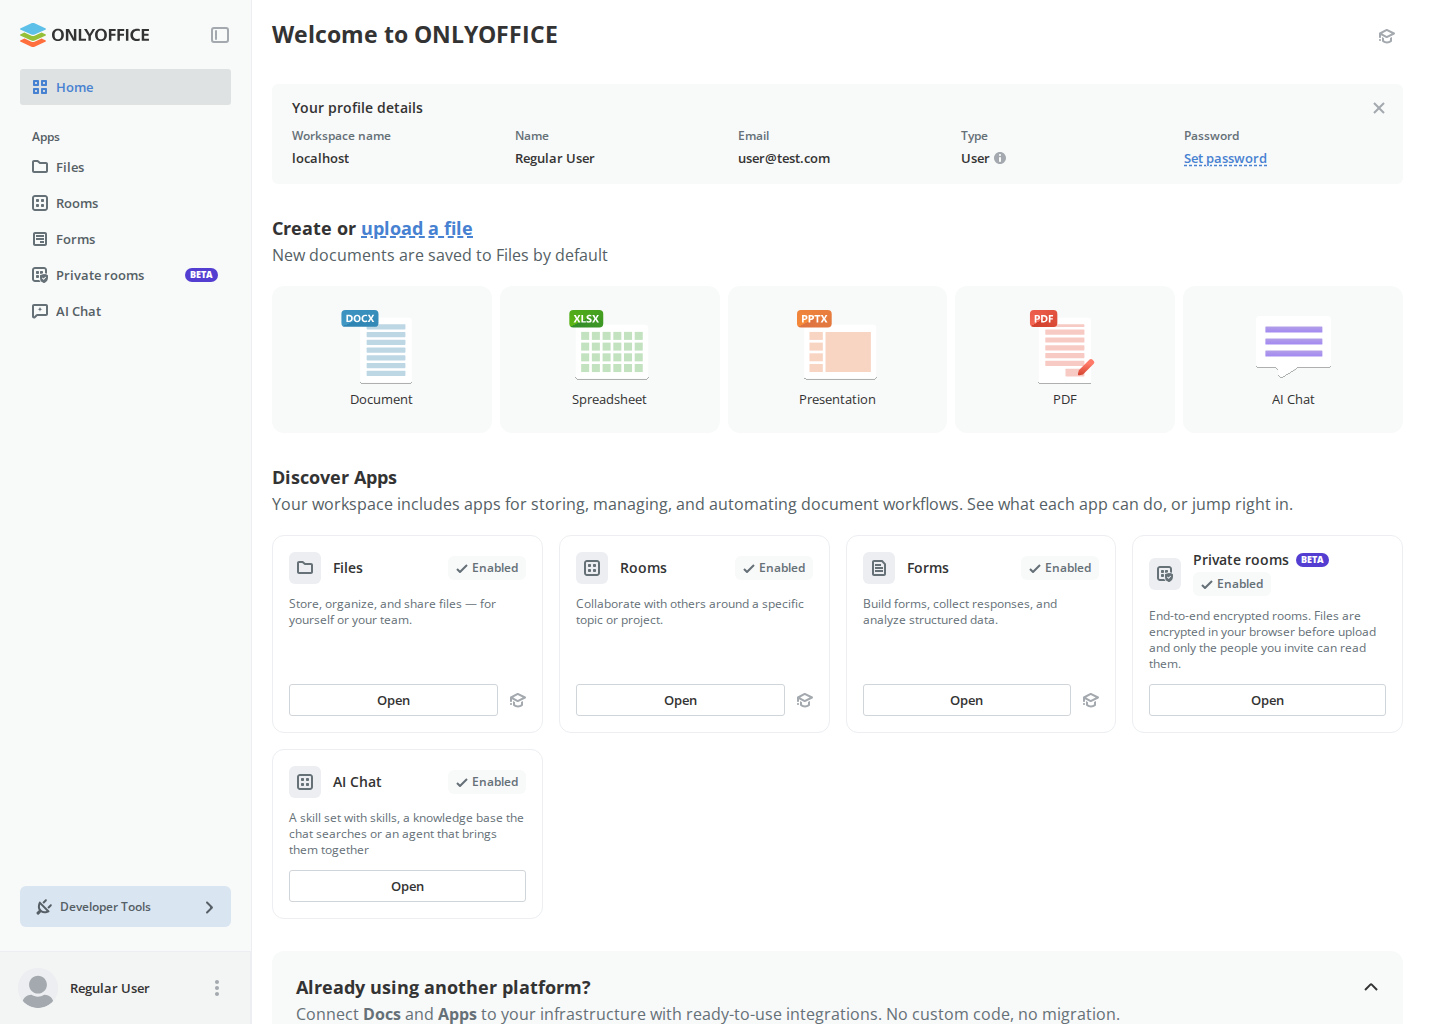 ONLYOFFICE
Home
Apps
Files
Rooms
Forms
Private rooms BETA
AI Chat
Developer Tools
Regular User
Welcome to ONLYOFFICE
Your profile details
Workspace name Name Email Type Password
localhost Regular User user@test.com User Set password
Create or upload a file
New documents are saved to Files by default
DOCX XLSX PPTX PDF
Document Spreadsheet Presentation PDF AI Chat
Discover Apps
Your workspace includes apps for storing, managing, and automating document workflows. See what each app can do, or jump right in.
Files Enabled
Store, organize, and share files — for
yourself or your team.
Open
Rooms Enabled
Collaborate with others around a specific
topic or project.
Open
Forms Enabled
Build forms, collect responses, and
analyze structured data.
Open
Private rooms BETA
Enabled
End-to-end encrypted rooms. Files are
encrypted in your browser before upload
and only the people you invite can read
them.
Open
AI Chat Enabled
A skill set with skills, a knowledge base the
chat searches or an agent that brings
them together
Open
Already using another platform?
Connect Docs and Apps to your infrastructure with ready-to-use integrations. No custom code, no migration.